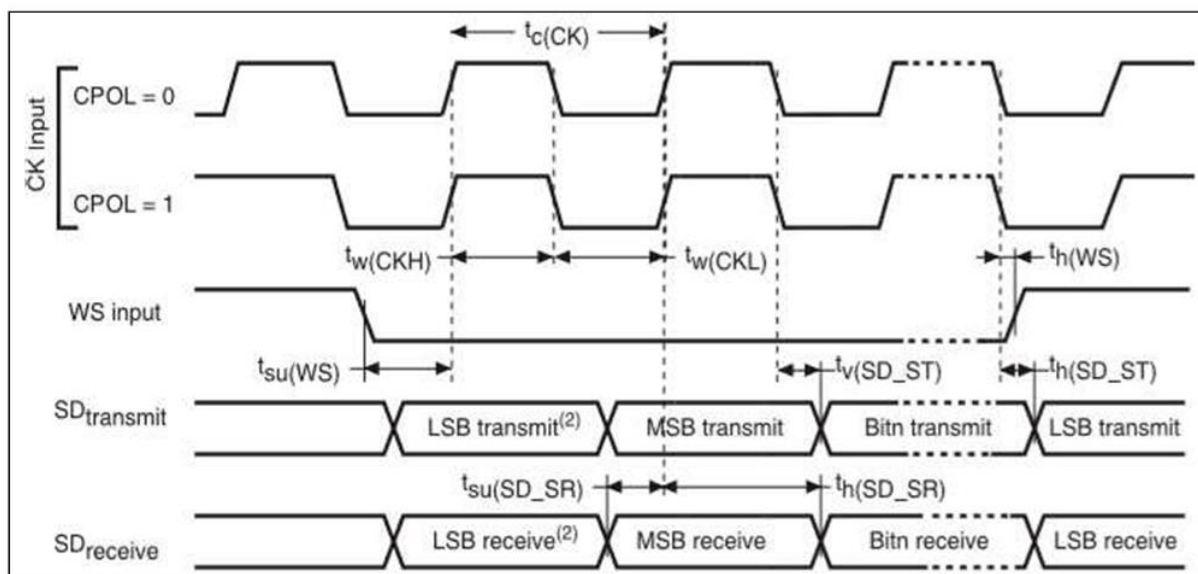 tc(CK)
CK Input
CPOL = 0
CPOL = 1
tw(CKH)
tw(CKL)
th(WS)
WS input
tsu(WS)
tv(SD_ST)
th(SD_ST)
SDtransmit
LSB transmit(2)
MSB transmit
Bitn transmit
LSB transmit
tsu(SD_SR)
th(SD_SR)
SDreceive
LSB receive(2)
MSB receive
Bitn receive
LSB receive